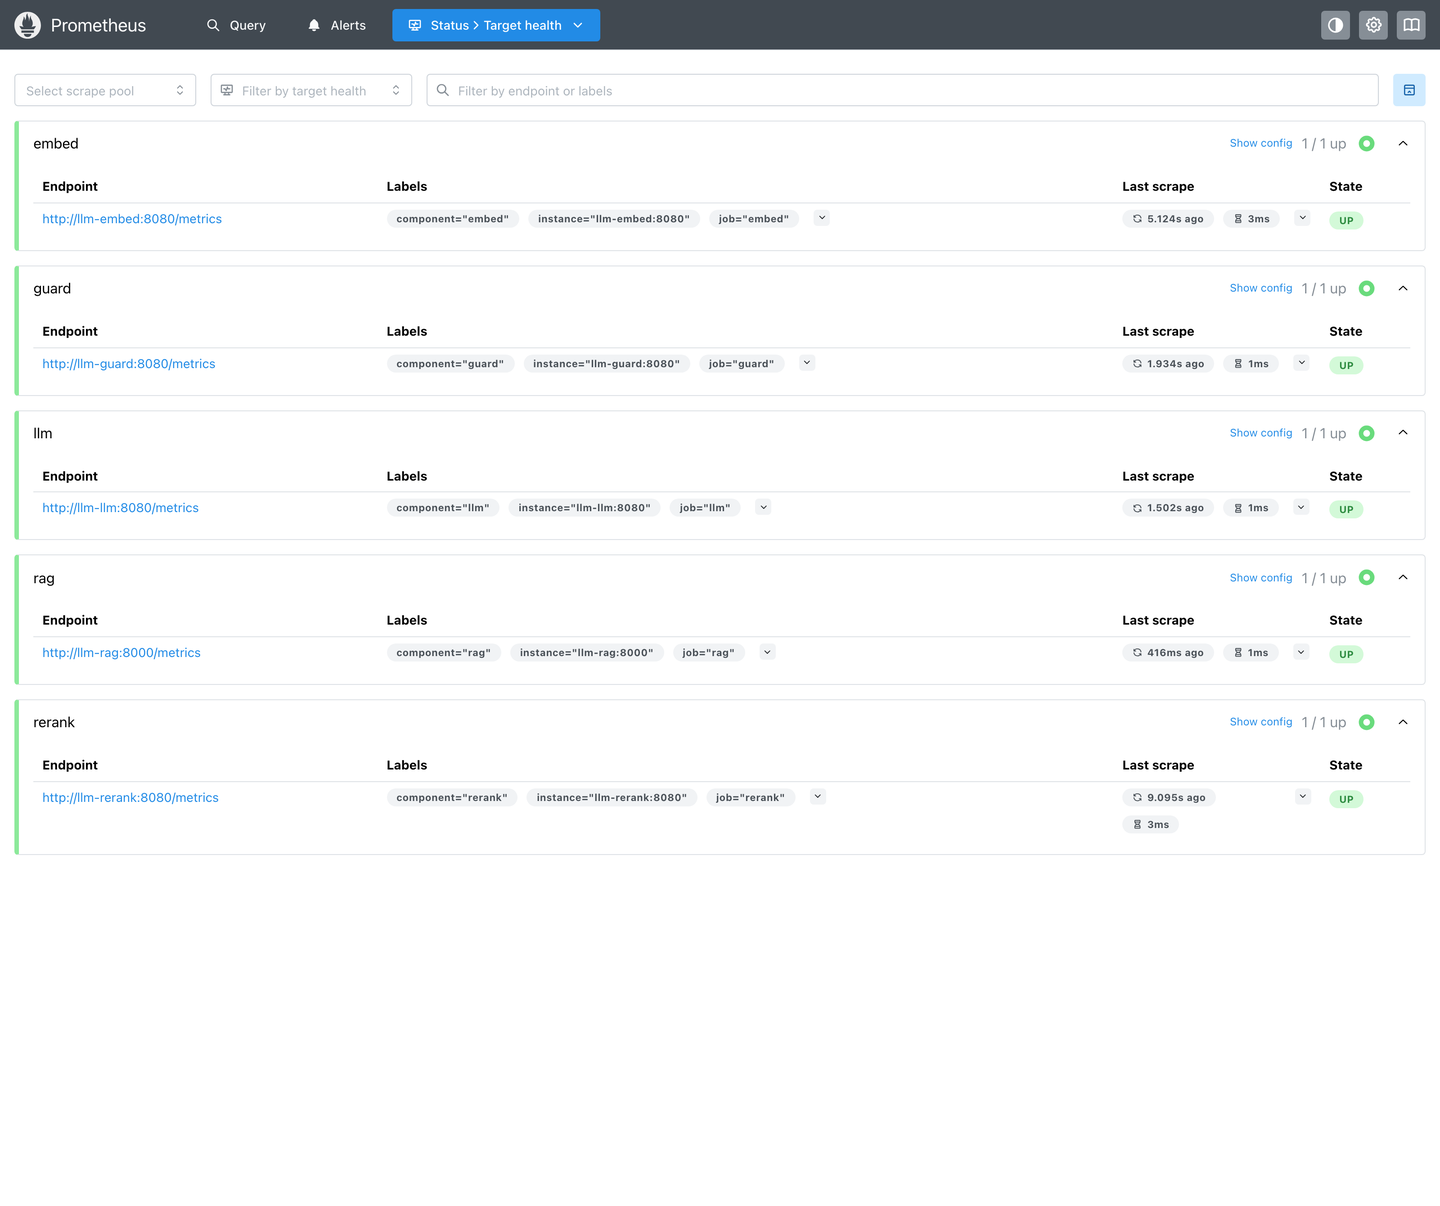 Prometheus Query Alerts Status > Target health
Select scrape pool Filter by target health Filter by endpoint or labels
embed Show config 1 / 1 up
Endpoint Labels Last scrape State
http://llm-embed:8080/metrics component="embed" instance="llm-embed:8080" job="embed" 5.124s ago 3ms UP
guard Show config 1 / 1 up
Endpoint Labels Last scrape State
http://llm-guard:8080/metrics component="guard" instance="llm-guard:8080" job="guard" 1.934s ago 1ms UP
llm Show config 1 / 1 up
Endpoint Labels Last scrape State
http://llm-llm:8080/metrics component="llm" instance="llm-llm:8080" job="llm" 1.502s ago 1ms UP
rag Show config 1 / 1 up
Endpoint Labels Last scrape State
http://llm-rag:8000/metrics component="rag" instance="llm-rag:8000" job="rag" 416ms ago 1ms UP
rerank Show config 1 / 1 up
Endpoint Labels Last scrape State
http://llm-rerank:8080/metrics component="rerank" instance="llm-rerank:8080" job="rerank" 9.095s ago UP
3ms